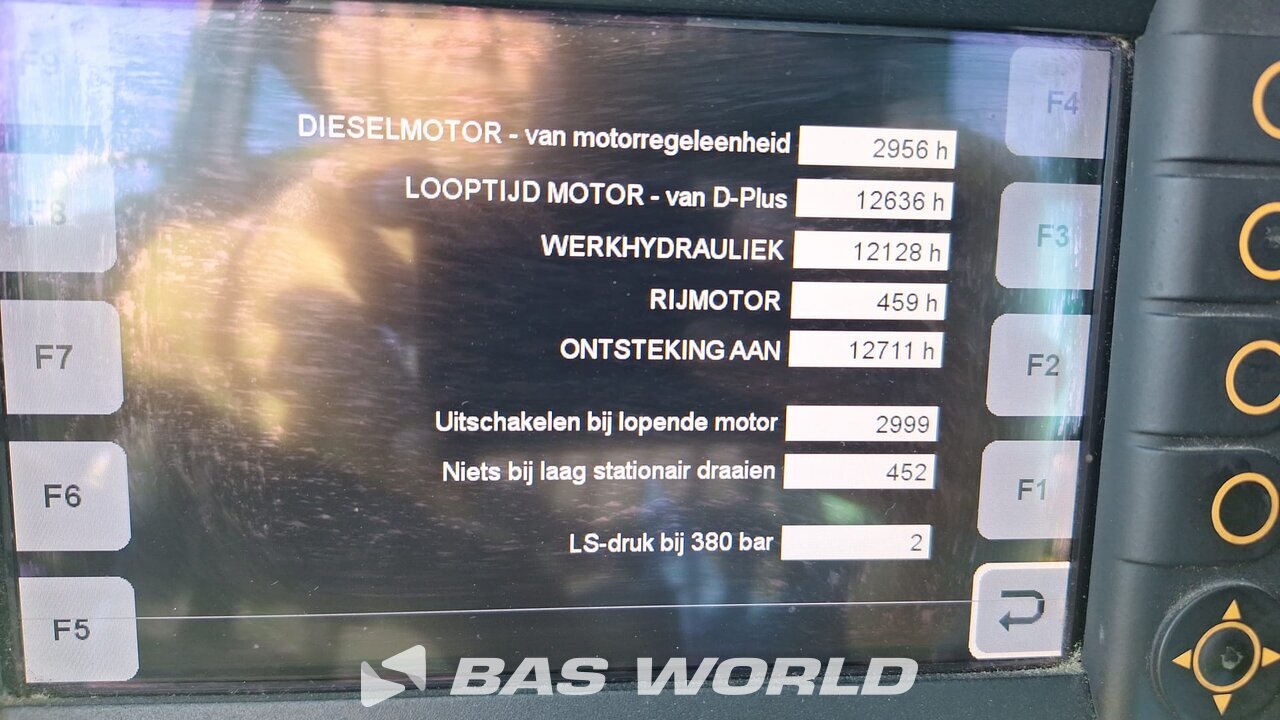 F9
F8
F7
F6
F5
DIESELMOTOR - van motorregeleenheid 2956 h
LOOPTIJD MOTOR - van D-Plus 12636 h
WERKHYDRAULIEK 12128 h
RIJMOTOR 459 h
ONTSTEKING AAN 12711 h
Uitschakelen bij lopende motor 2999
Niets bij laag stationair draaien 452
LS-druk bij 380 bar 2
F4
F3
F2
F1
BAS WORLD